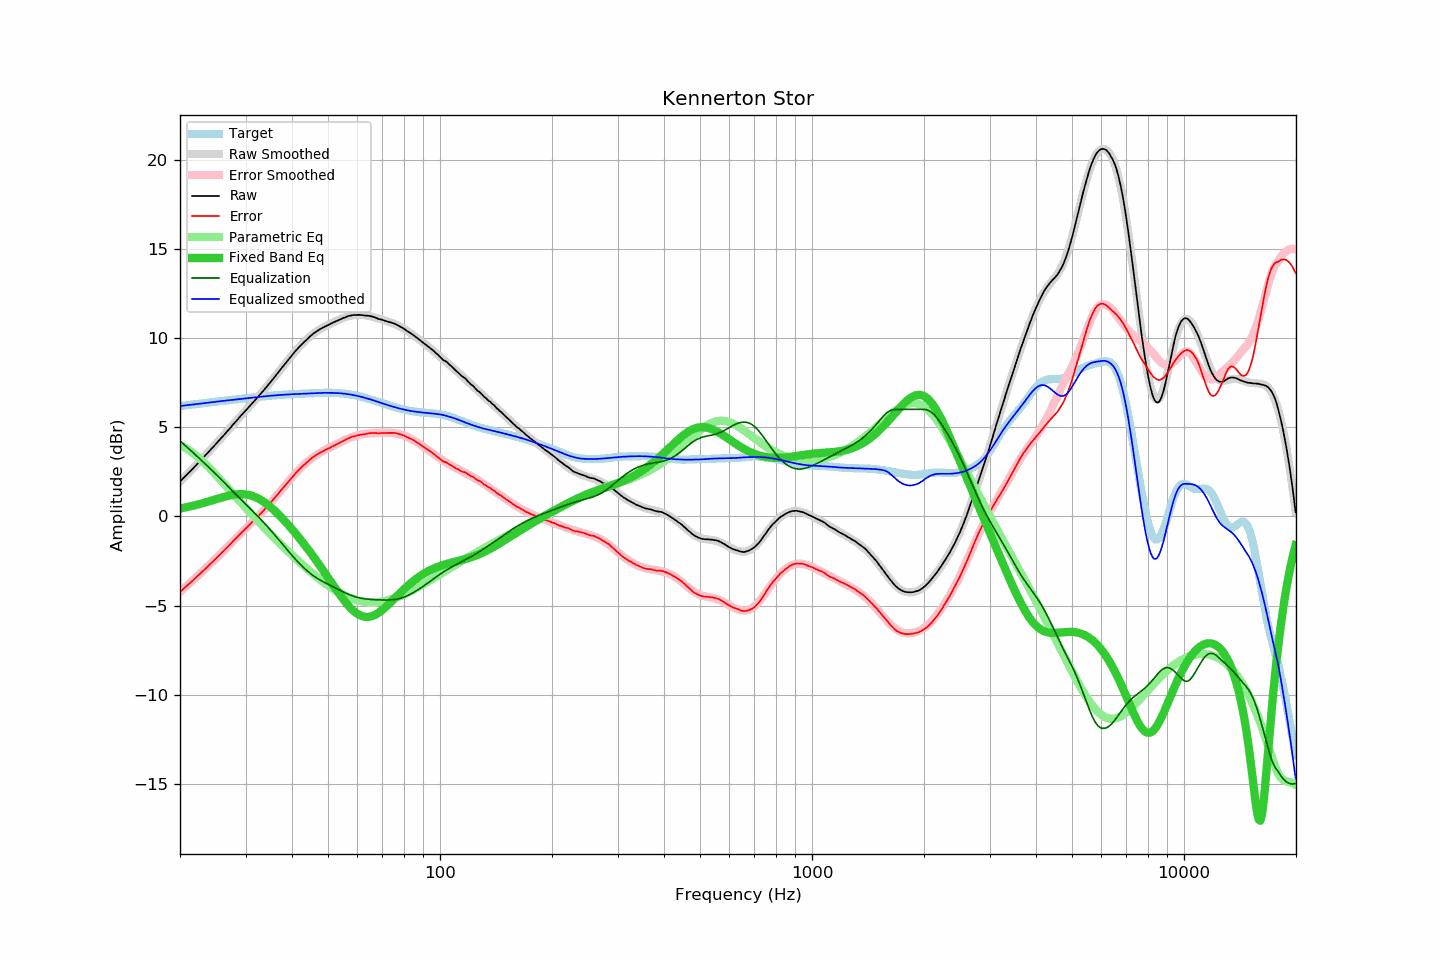 Kennerton Stor
Target
Raw Smoothed
Error Smoothed
Raw
Error
Parametric Eq
Fixed Band Eq
Equalization
Equalized smoothed
20
15
10
5
0
−5
−10
−15
Amplitude (dBr)
100
1000
10000
Frequency (Hz)